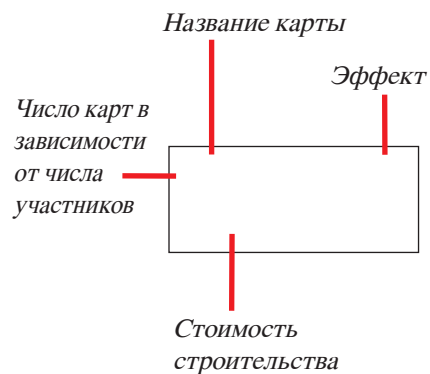 Название карты
Эффект
Число карт в
зависимости
от числа
участников
Стоимость
строительства